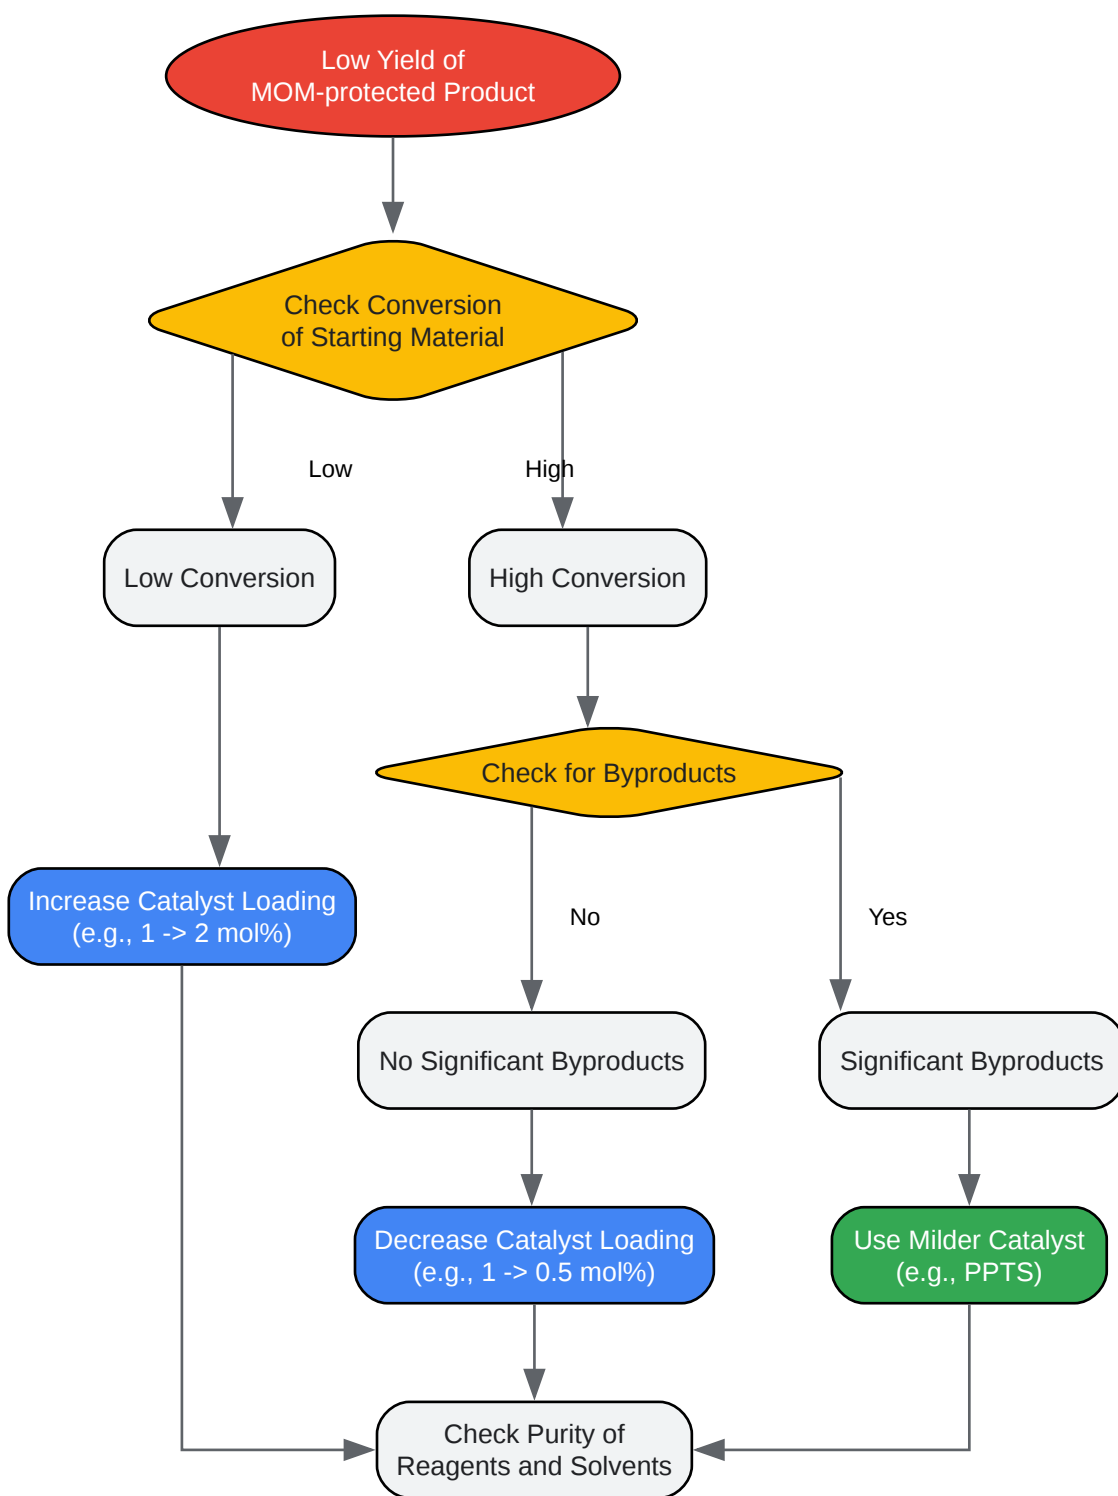 Low Yield of
MOM-protected Product
Check Conversion
of Starting Material
Low
High
Low Conversion
High Conversion
Check for Byproducts
Increase Catalyst Loading
(e.g., 1 -> 2 mol%)
No
Yes
No Significant Byproducts
Significant Byproducts
Decrease Catalyst Loading
(e.g., 1 -> 0.5 mol%)
Use Milder Catalyst
(e.g., PPTS)
Check Purity of
Reagents and Solvents